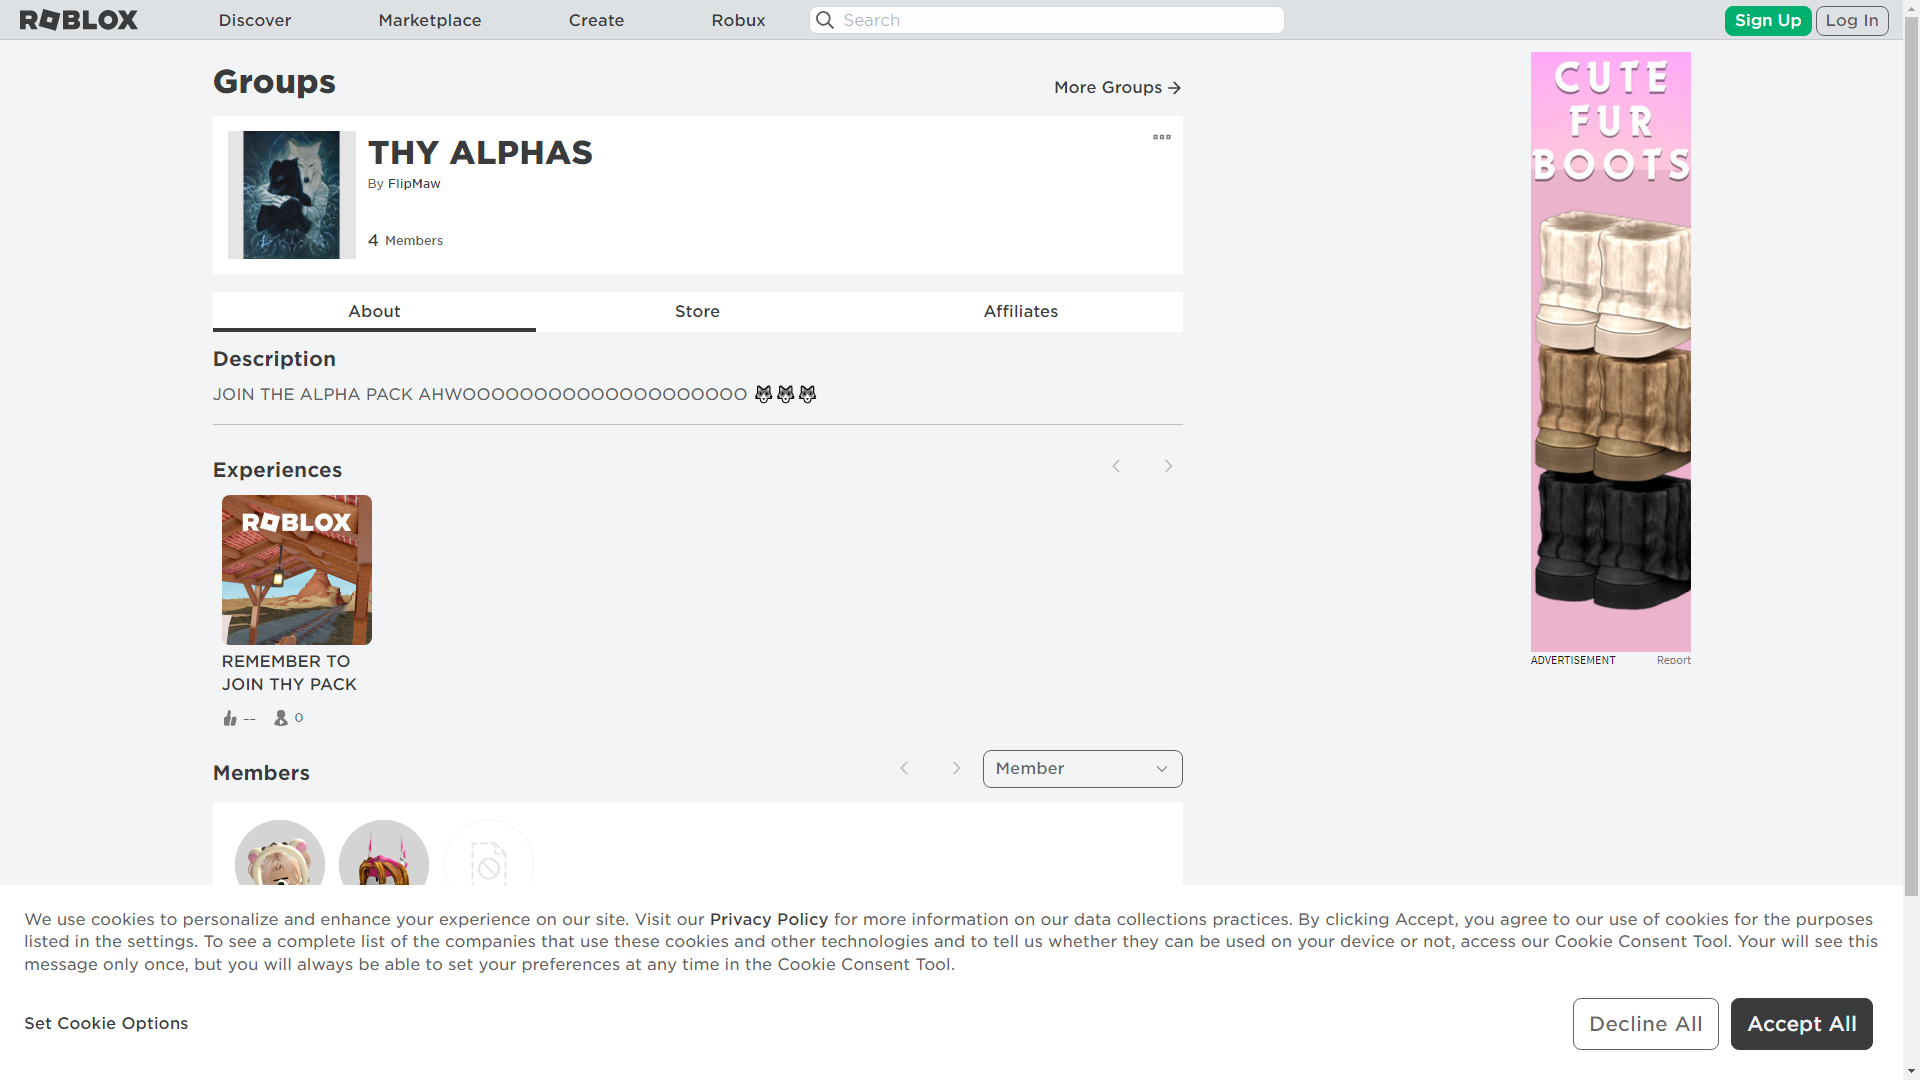 ROBLOX
Discover
Marketplace
Create
Robux
Search
Sign Up
Log In
Groups
More Groups
THY ALPHAS
By FlipMaw
4 Members
About
Store
Affiliates
Description
JOIN THE ALPHA PACK AHWOOOOOOOOOOOOOOOOOOOO 🐺🐺🐺
Experiences
ROBLOX
REMEMBER TO
JOIN THY PACK
--
0
Members
Member
CUTE
FUR
BOOTS
ADVERTISEMENT
Report
We use cookies to personalize and enhance your experience on our site. Visit our Privacy Policy for more information on our data collections practices. By clicking Accept, you agree to our use of cookies for the purposes
listed in the settings. To see a complete list of the companies that use these cookies and other technologies and to tell us whether they can be used on your device or not, access our Cookie Consent Tool. Your will see this
message only once, but you will always be able to set your preferences at any time in the Cookie Consent Tool.
Set Cookie Options
Decline All
Accept All